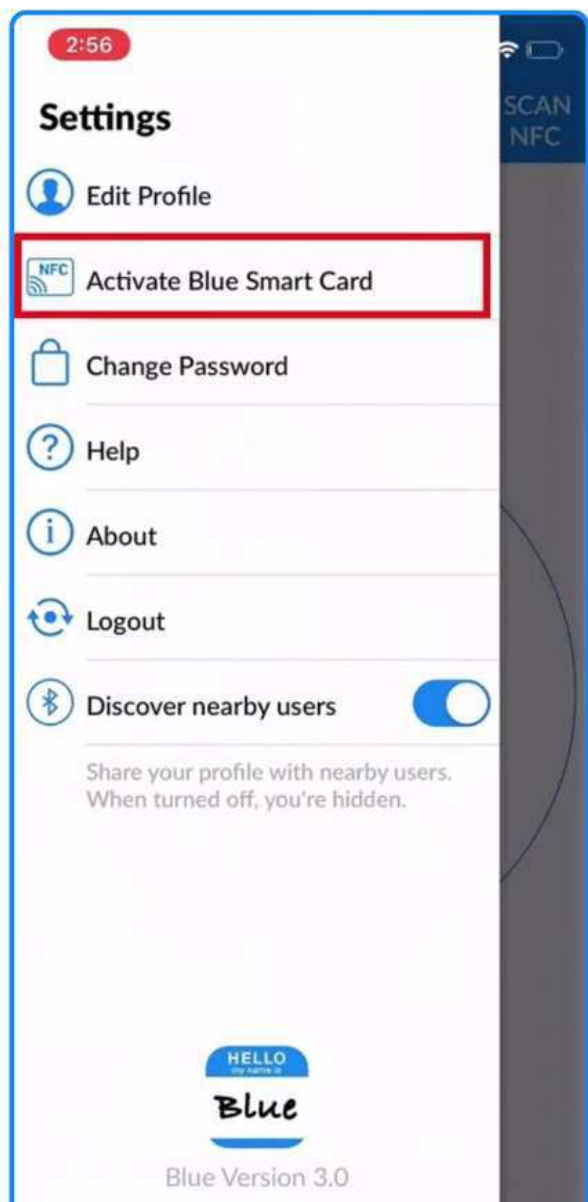 2:56
SCAN
NFC
Settings
Edit Profile
NFC
Activate Blue Smart Card
Change Password
?
Help
i
About
Logout
Discover nearby users
Share your profile with nearby users.
When turned off, you're hidden.
HELLO
my name is
Blue
Blue Version 3.0